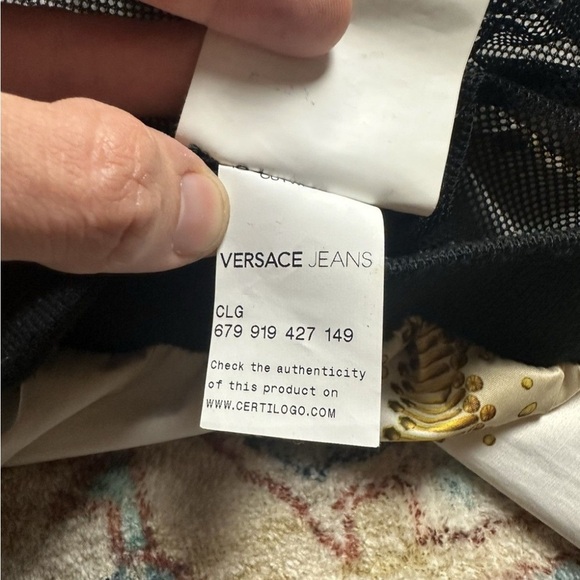 VERSACE JEANS
CLG
679 919 427 149
Check the authenticity
of this product on
WWW.CERTILOGO.COM